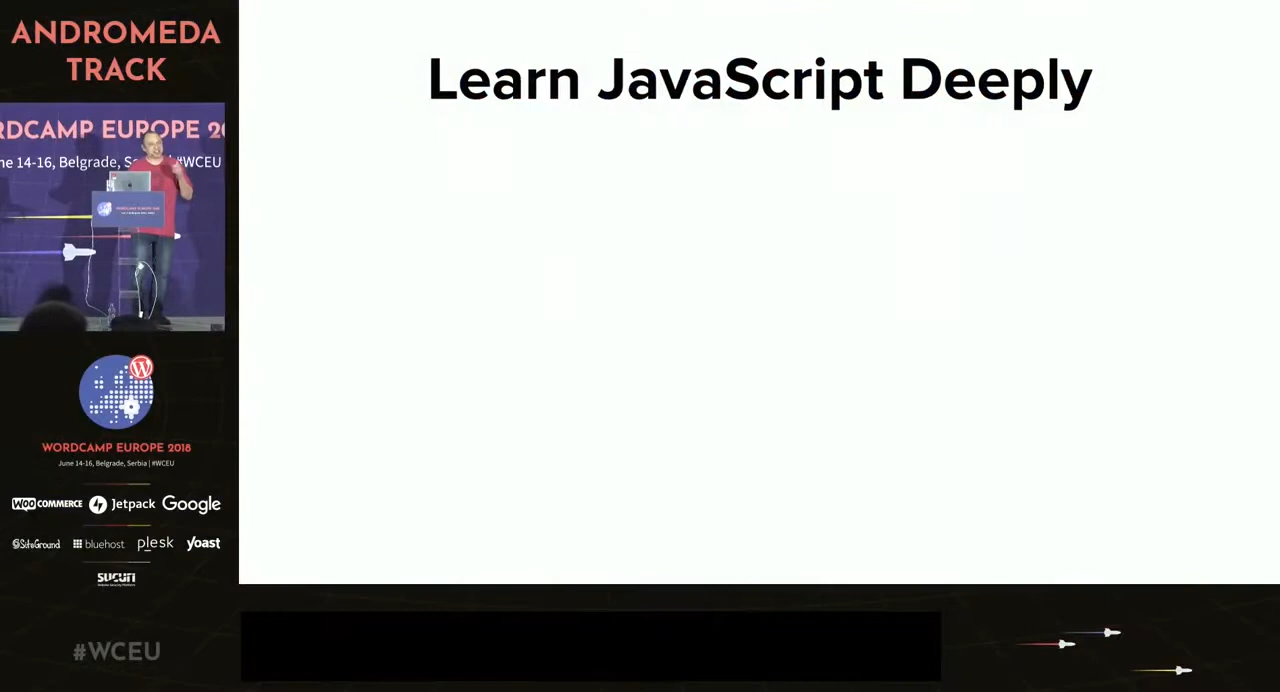 ANDROMEDA
TRACK
RDCAMP EUROPE 20
ne 14-16, Belgrade, S #WCEU
WORDCAMP EUROPE 2018
June 14-16, Belgrade, Serbia | #WCEU
WOO COMMERCE Jetpack Google
SiteGround bluehost plesk yoast
SUCURI
#WCEU
Learn JavaScript Deeply